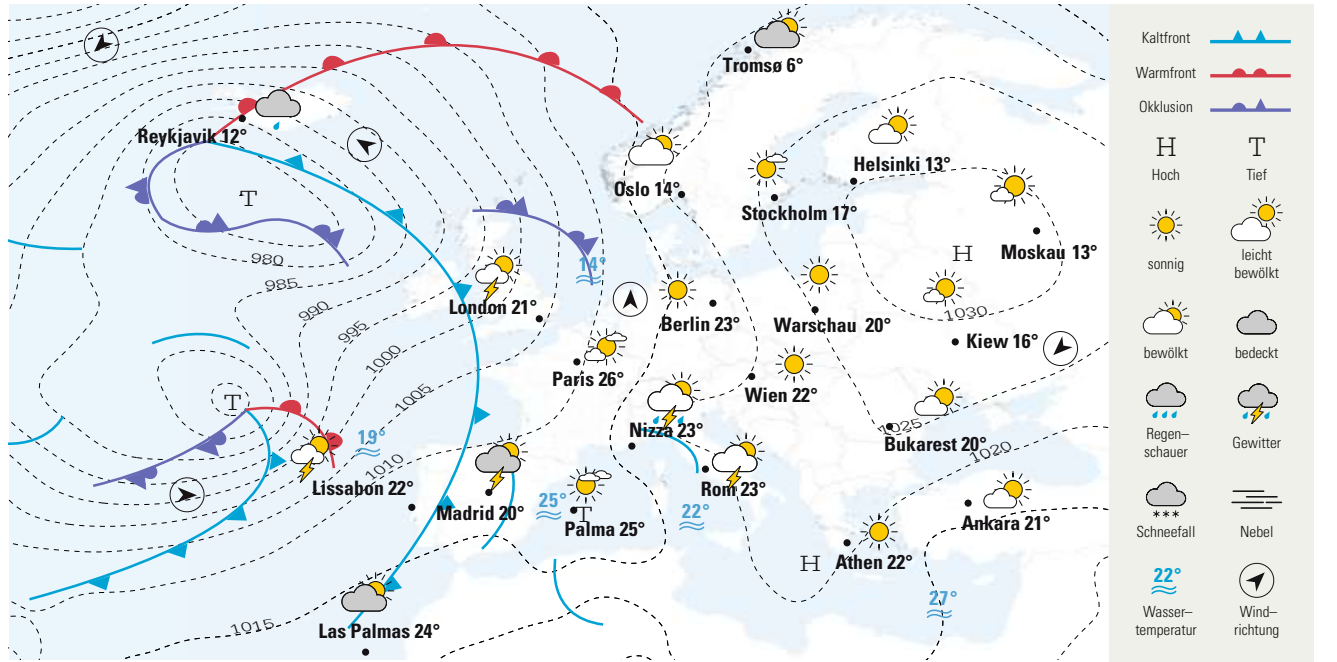 Tromsø 6°
Reykjavik 12°
T
Oslo 14°
Helsinki 13°
Stockholm 17°
Moskau 13°
H
980
985
990
995
1000
1005
1010
1015
14°
London 21°
Berlin 23°
Warschau 20°
1030
Kiew 16°
Paris 26°
Wien 22°
T
Nizza 23°
1025
Bukarest 20°
1020
19°
Lissabon 22°
Madrid 20°
25°
T
Palma 25°
22°
Rom 23°
Ankara 21°
H
Athen 22°
27°
Las Palmas 24°
Kaltfront
Warmfront
Okklusion
H
T
Hoch
Tief
sonnig
leicht
bewölkt
bewölkt
bedeckt
Regen–
schauer
Gewitter
Schneefall
Nebel
22°
Wasser–
temperatur
Wind–
richtung